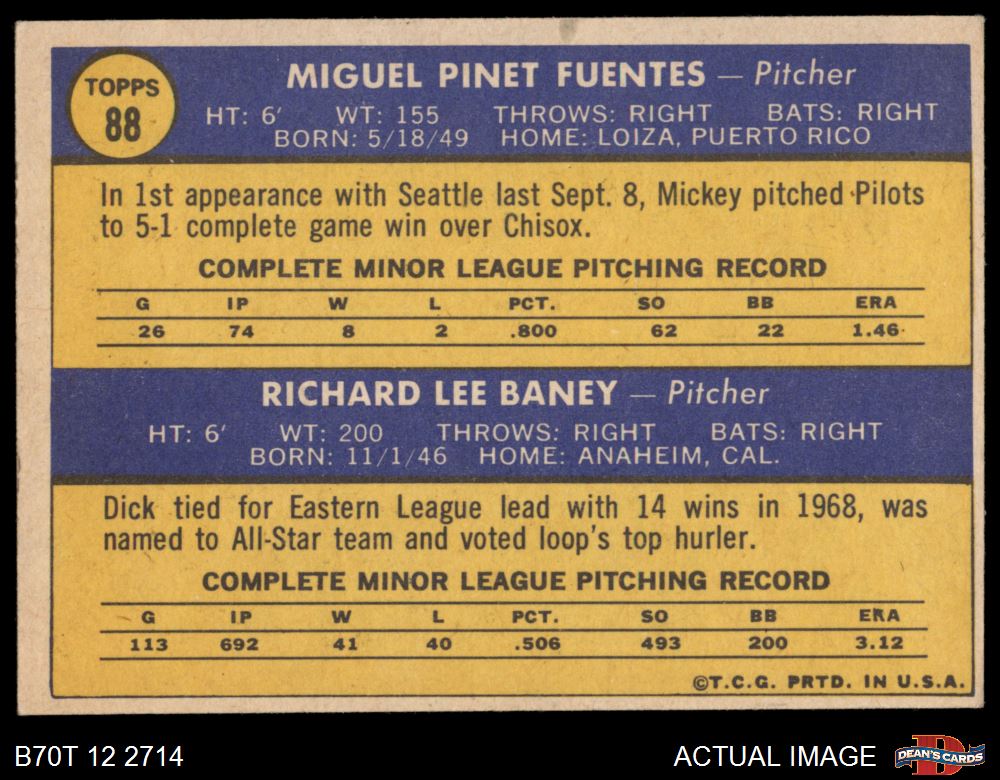 TOPPS
88
MIGUEL PINET FUENTES — Pitcher
HT: 6' WT: 155 THROWS: RIGHT BATS: RIGHT
BORN: 5/18/49 HOME: LOIZA, PUERTO RICO
In 1st appearance with Seattle last Sept. 8, Mickey pitched Pilots
to 5-1 complete game win over Chisox.
COMPLETE MINOR LEAGUE PITCHING RECORD
G IP W L PCT. SO BB ERA
26 74 8 2 .800 62 22 1.46
RICHARD LEE BANEY — Pitcher
HT: 6' WT: 200 THROWS: RIGHT BATS: RIGHT
BORN: 11/1/46 HOME: ANAHEIM, CAL.
Dick tied for Eastern League lead with 14 wins in 1968, was
named to All-Star team and voted loop's top hurler.
COMPLETE MINOR LEAGUE PITCHING RECORD
G IP W L PCT. SO BB ERA
113 692 41 40 .506 493 200 3.12
©T.C.G. PRTD. IN U.S.A.
B70T 12 2714
ACTUAL IMAGE
D
DEAN'S CARDS